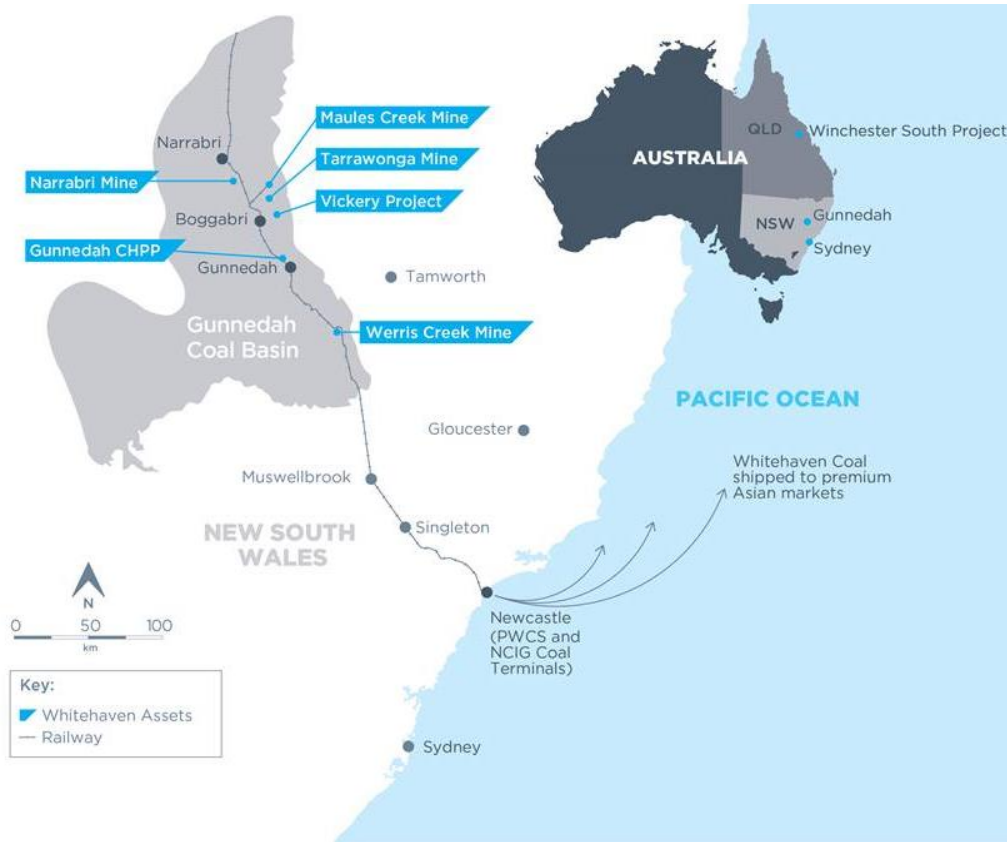 Maules Creek Mine
Narrabri
Tarrawonga Mine
Narrabri Mine
Vickery Project
Boggabri
Gunnedah CHPP
Gunnedah
Tamworth
Gunnedah
Coal Basin
Werris Creek Mine
Gloucester
Muswellbrook
NEW SOUTH
WALES
Singleton
Newcastle
(PWCS and
NCIG Coal
Terminals)
Sydney
QLD
Winchester South Project
AUSTRALIA
NSW
Gunnedah
Sydney
PACIFIC OCEAN
Whitehaven Coal
shipped to premium
Asian markets
N
0 50 100
km
Key:
Whitehaven Assets
Railway